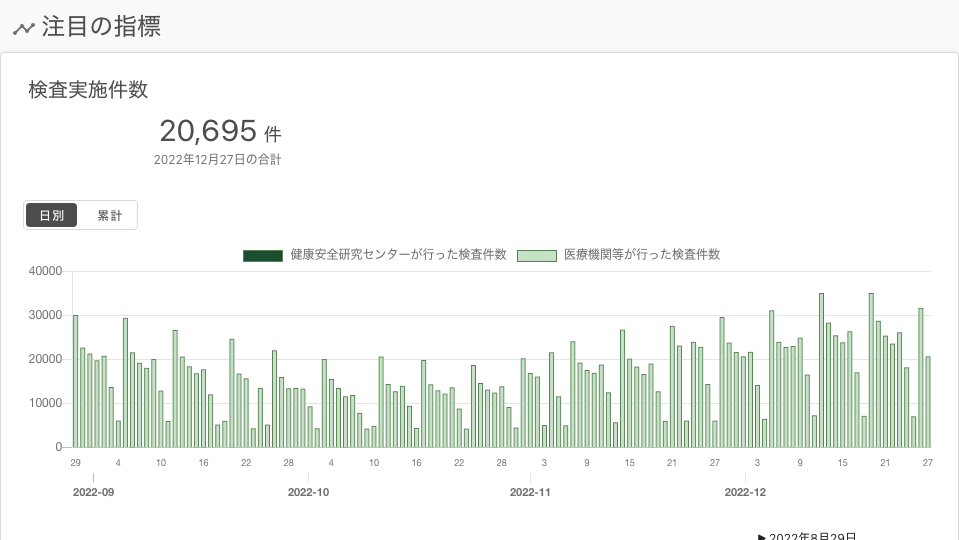 注目の指標
検査実施件数
20,695 件
2022年12月27日の合計
日別 累計
健康安全研究センターが行った検査件数 医療機関等が行った検査件数
40000
30000
20000
10000
0
29 4 10 16 22 28 4 10 16 22 28 3 9 15 21 27 3 9 15 21 27
2022-09 2022-10 2022-11 2022-12
▶ 2022年8月29日